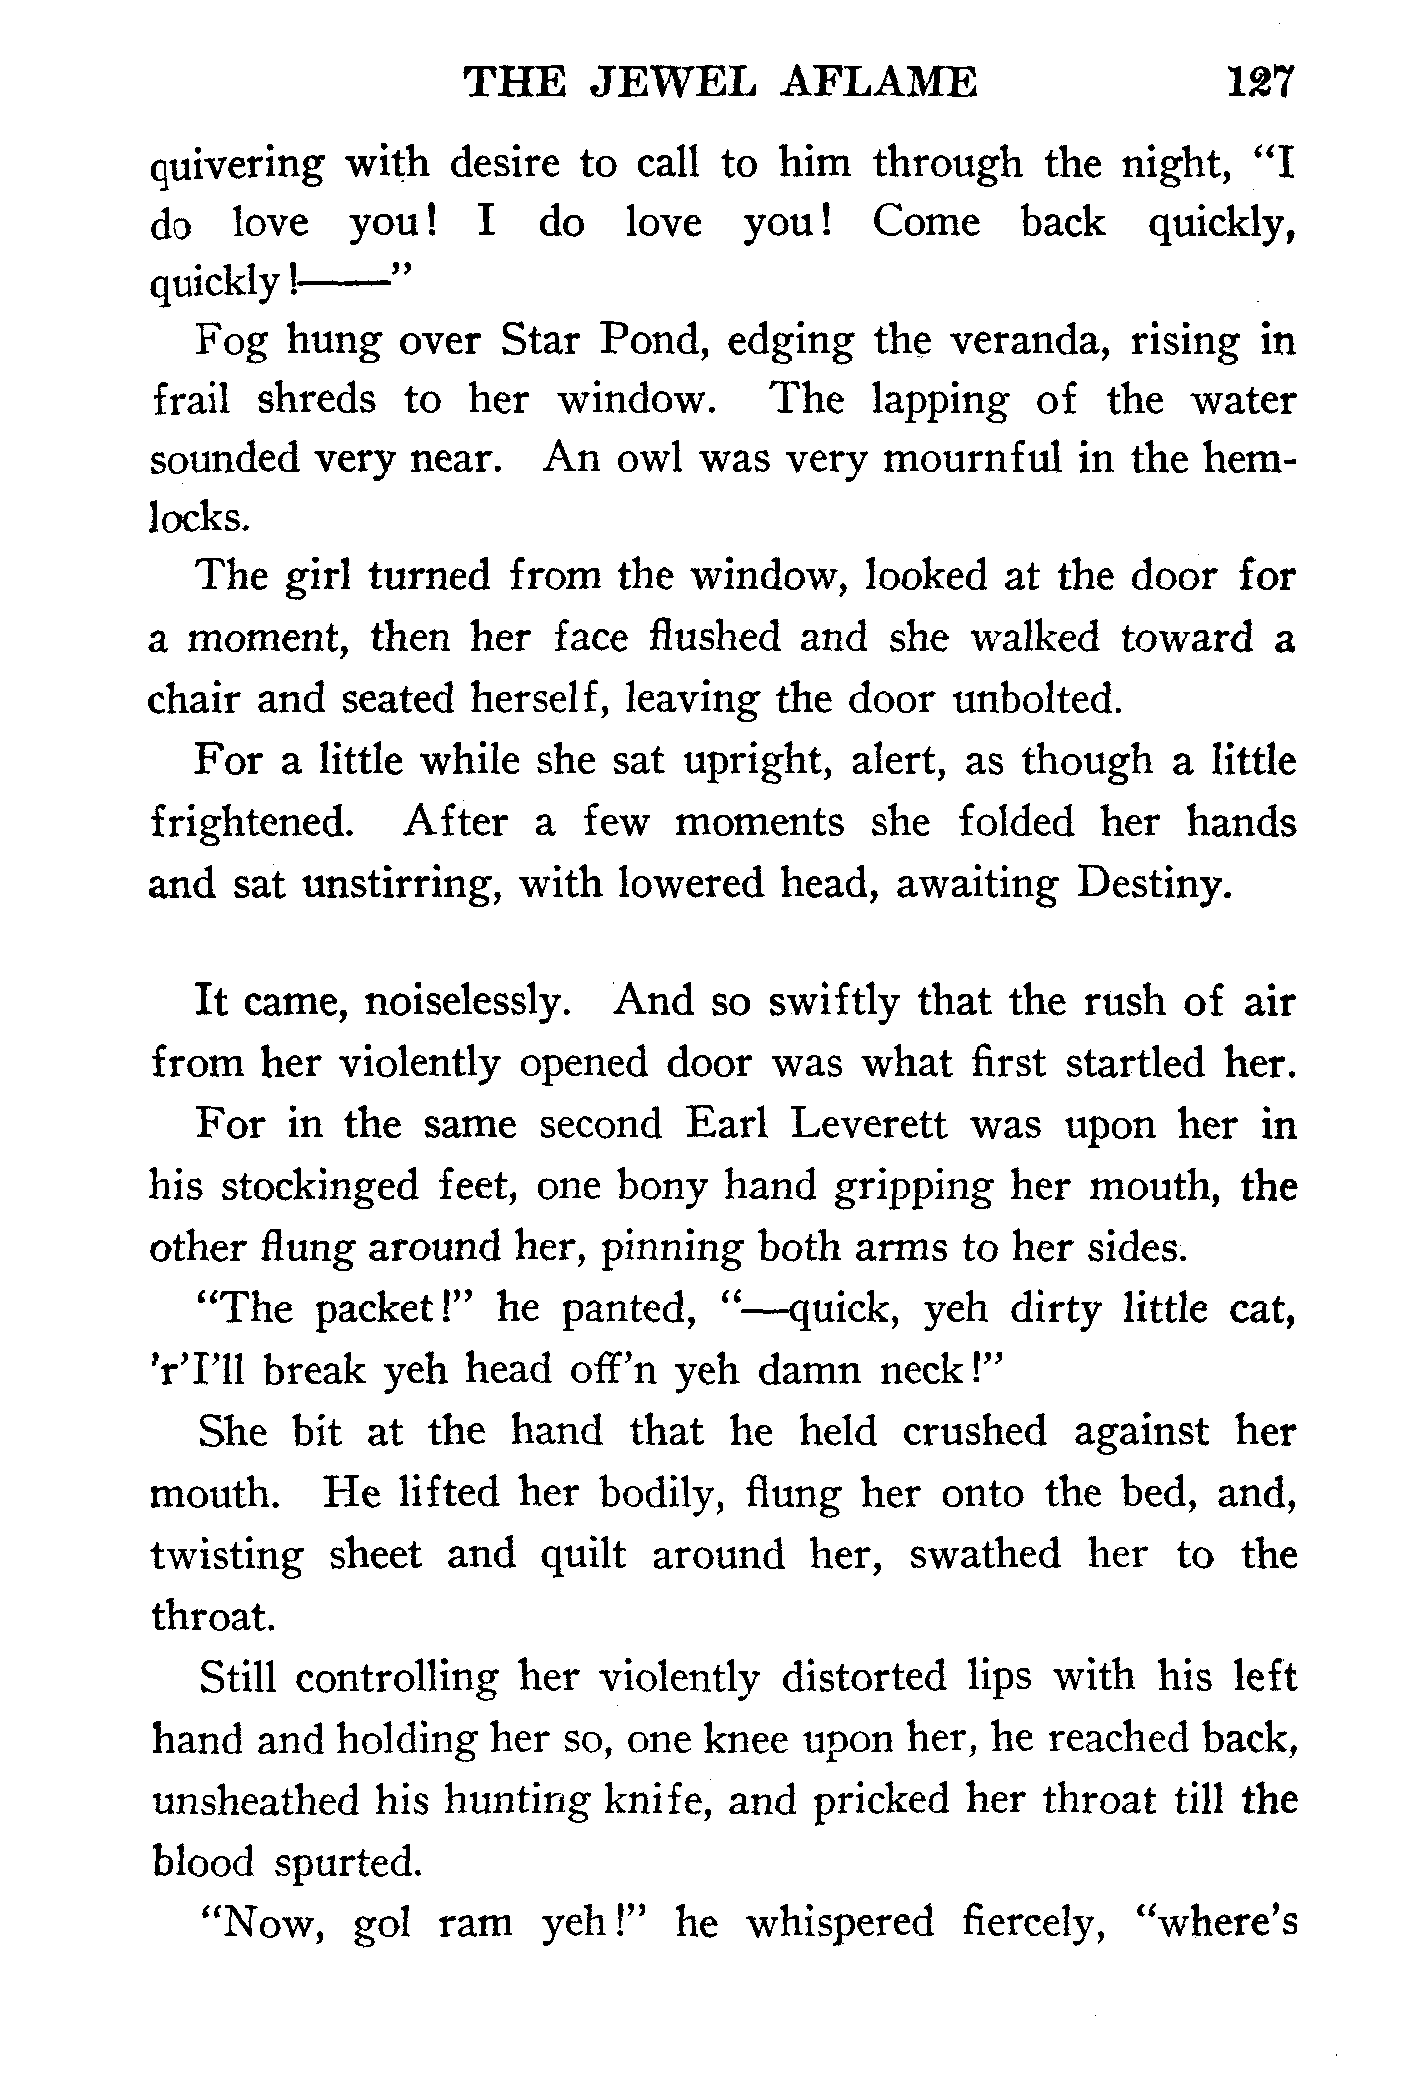 THE JEWEL AFLAME 127
quivering with desire to call to him through the night, “I
do love you! I do love you! Come back quickly,
quickly!——”
Fog hung over Star Pond, edging the veranda, rising in
frail shreds to her window. The lapping of the water
sounded very near. An owl was very mournful in the hem-
locks.
The girl turned from the window, looked at the door for
a moment, then her face flushed and she walked toward a
chair and seated herself, leaving the door unbolted.
For a little while she sat upright, alert, as though a little
frightened. After a few moments she folded her hands
and sat unstirring, with lowered head, awaiting Destiny.
It came, noiselessly. And so swiftly that the rush of air
from her violently opened door was what first startled her.
For in the same second Earl Leverett was upon her in
his stockinged feet, one bony hand gripping her mouth, the
other flung around her, pinning both arms to her sides.
“The packet!” he panted, “—quick, yeh dirty little cat,
’r’I’ll break yeh head off’n yeh damn neck!”
She bit at the hand that he held crushed against her
mouth. He lifted her bodily, flung her onto the bed, and,
twisting sheet and quilt around her, swathed her to the
throat.
Still controlling her violently distorted lips with his left
hand and holding her so, one knee upon her, he reached back,
unsheathed his hunting knife, and pricked her throat till the
blood spurted.
“Now, gol ram yeh!” he whispered fiercely, “where’s